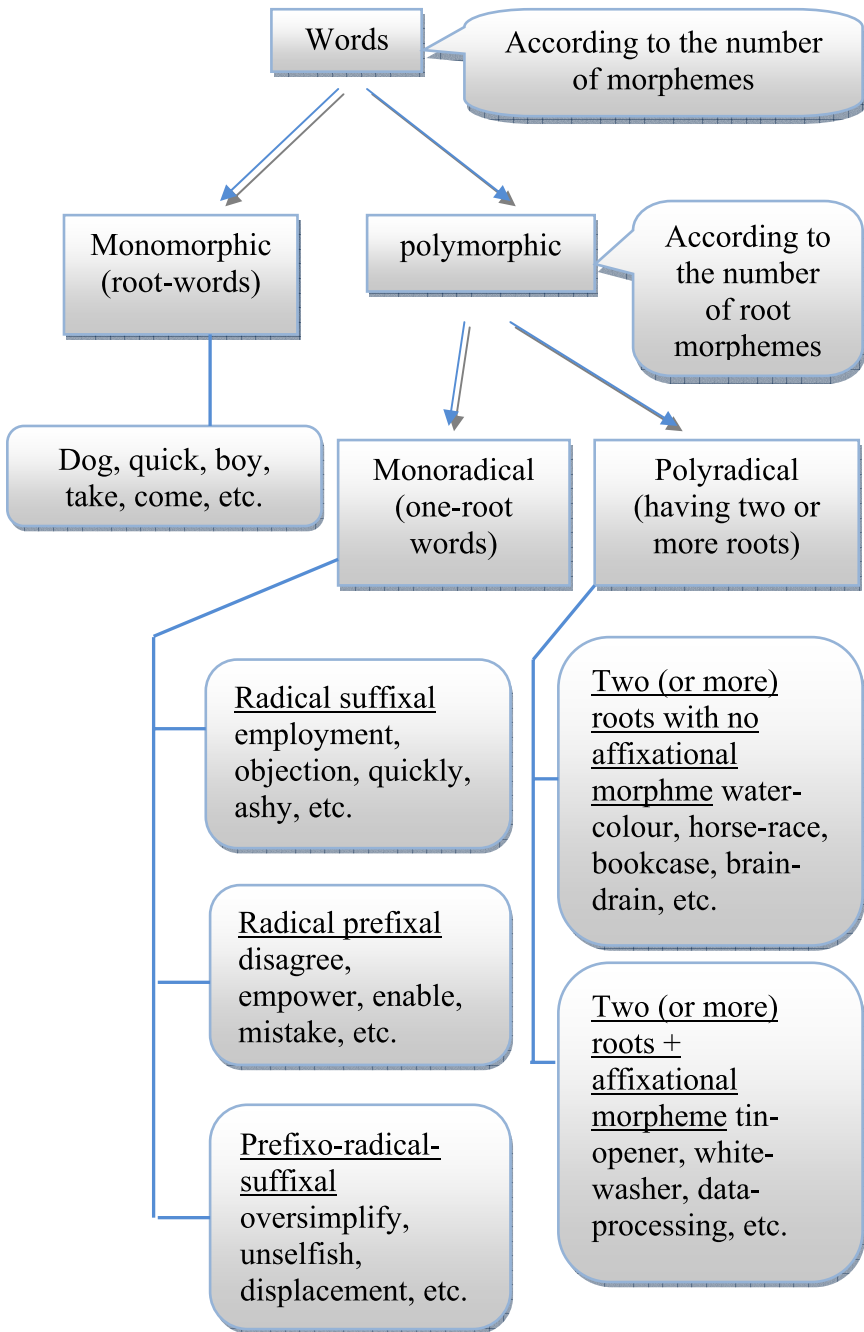 Words
According to the number
of morphemes
Monomorphic
(root-words)
polymorphic
According to
the number
of root
morphemes
Dog, quick, boy,
take, come, etc.
Monoradical
(one-root
words)
Polyradical
(having two or
more roots)
Radical suffixal
employment,
objection, quickly,
ashy, etc.
Two (or more)
roots with no
affixational
morphme water-
colour, horse-race,
bookcase, brain-
drain, etc.
Radical prefixal
disagree,
empower, enable,
mistake, etc.
Two (or more)
roots +
affixational
morpheme tin-
opener, white-
washer, data-
processing, etc.
Prefixo-radical-
suffixal
oversimplify,
unselfish,
displacement, etc.